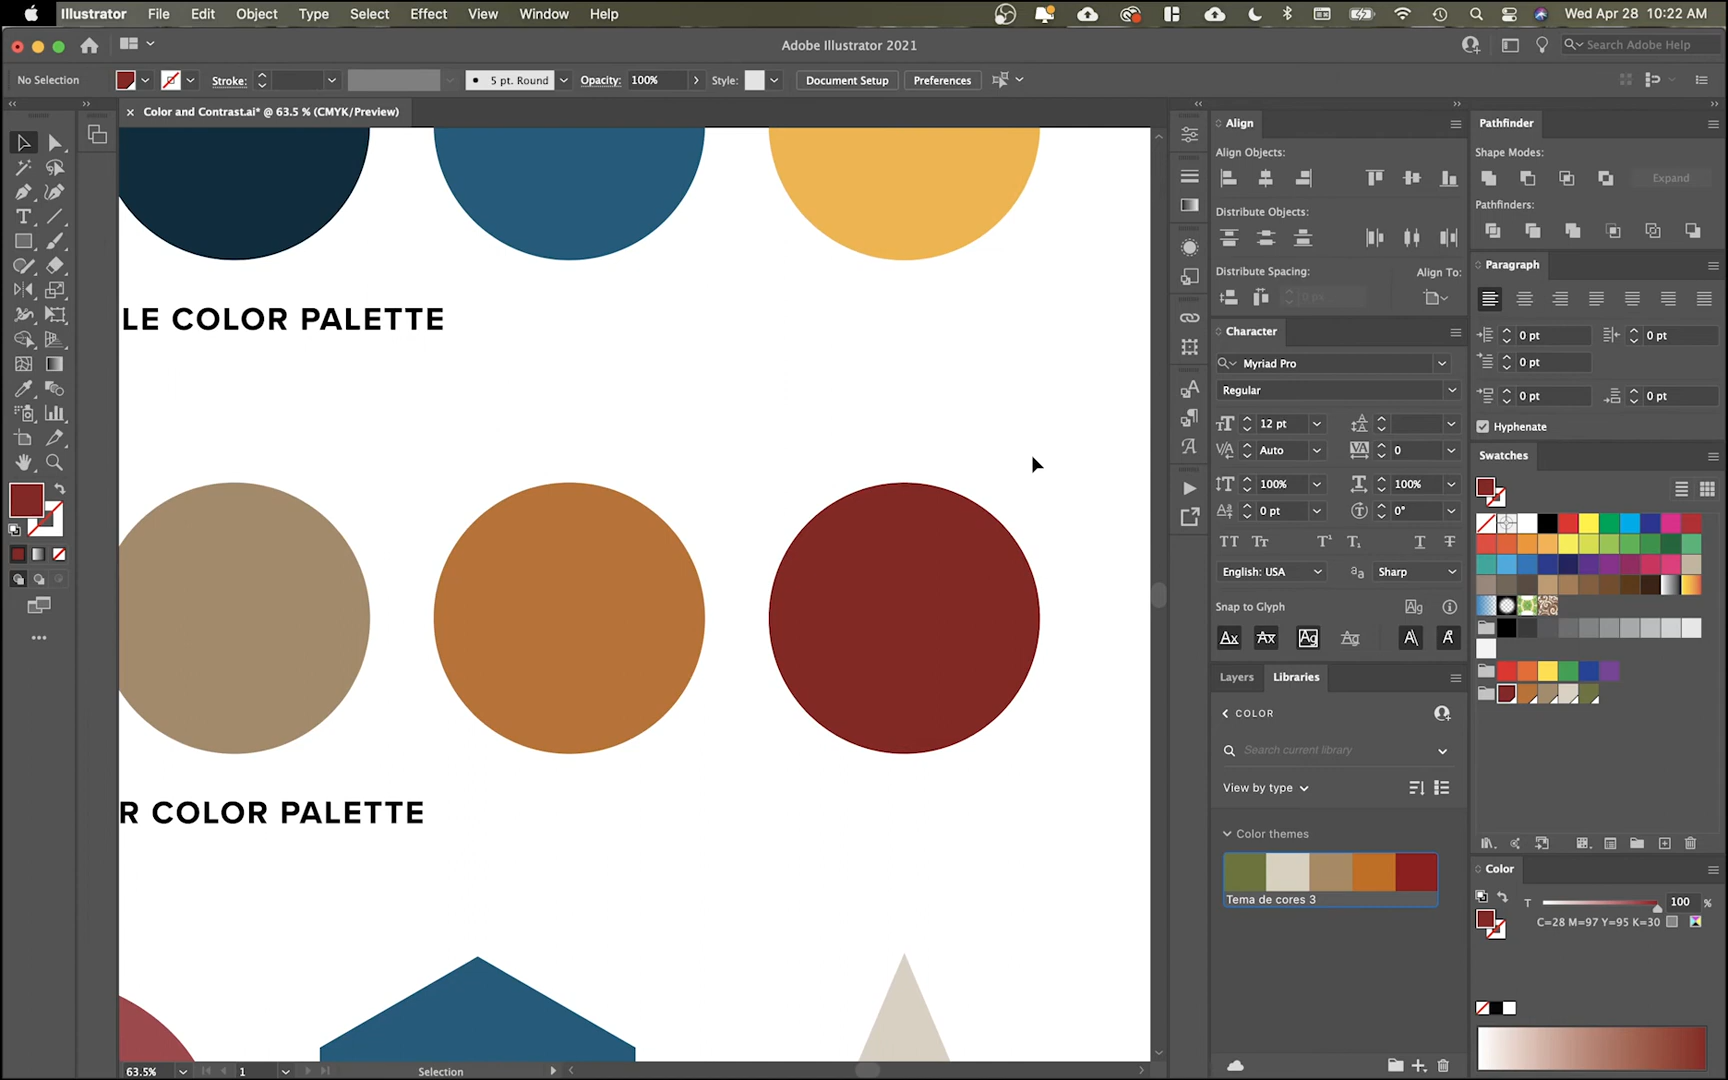 Illustrator File Edit Object Type Select Effect View Window Help Wed Apr 28 10:22 AM
Adobe Illustrator 2021 Search Adobe Help
No Selection Stroke: 5 pt. Round Opacity: 100% Style: Document Setup Preferences
× Color and Contrast.ai* @ 63.5 % (CMYK/Preview)
LE COLOR PALETTE
R COLOR PALETTE
63.5% 1 Selection
Align
Align Objects:
Distribute Objects:
Distribute Spacing: Align To:
0 px
Character
Myriad Pro
Regular
12 pt
Auto 0
100% 100%
0 pt 0°
English: USA Sharp
Snap to Glyph
Layers Libraries
COLOR
Search current library
View by type
Color themes
Tema de cores 3
Pathfinder
Shape Modes:
Expand
Pathfinders:
Paragraph
0 pt 0 pt
0 pt
0 pt 0 pt
Hyphenate
Swatches
Color
T 100 %
C=28 M=97 Y=95 K=30